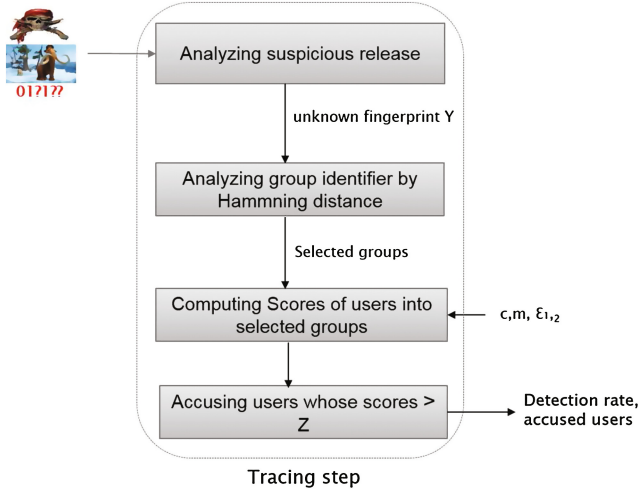 01?1??
Analyzing suspicious release
unknown fingerprint Y
Analyzing group identifier by
Hammning distance
Selected groups
Computing Scores of users into
selected groups
c,m, Ɛ₁,₂
Accusing users whose scores >
Z
Detection rate,
accused users
Tracing step